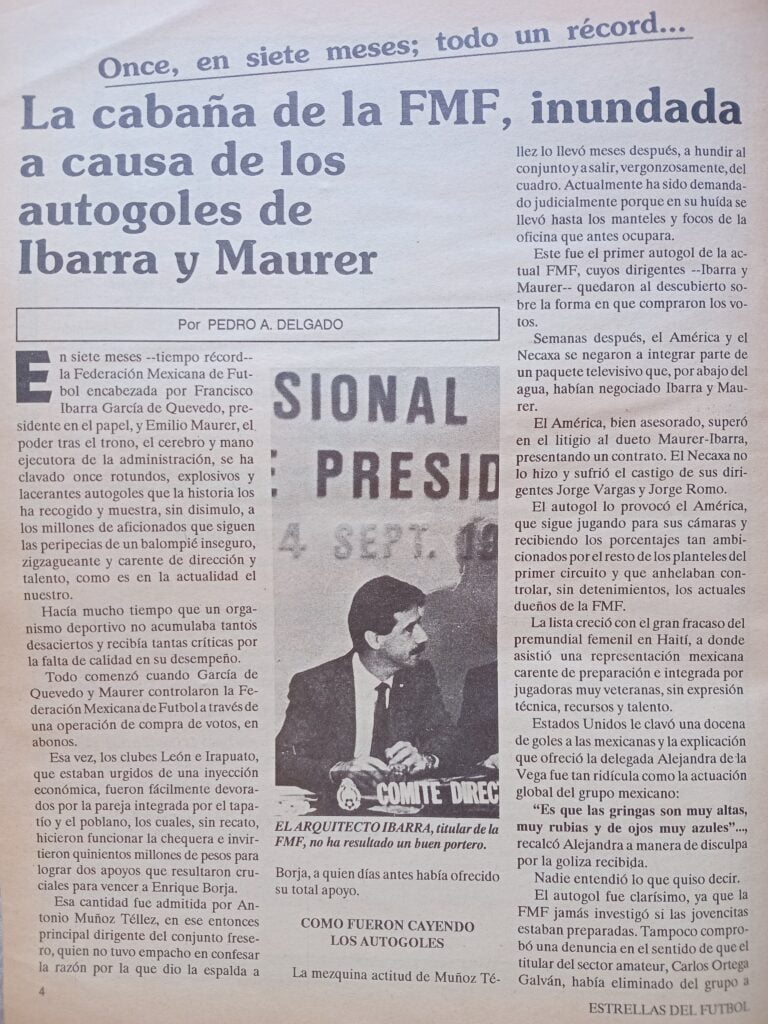 Once, en siete meses; todo un récord...
La cabaña de la FMF, inundada
a causa de los
autogoles de
Ibarra y Maurer
Por PEDRO A. DELGADO
En siete meses --tiempo récord--
la Federación Mexicana de Fut-
bol encabezada por Francisco
Ibarra García de Quevedo, pre-
sidente en el papel, y Emilio Maurer, el
poder tras el trono, el cerebro y mano
ejecutora de la administración, se ha
clavado once rotundos, explosivos y
lacerantes autogoles que la historia los
ha recogido y muestra, sin disimulo, a
los millones de aficionados que siguen
las peripecias de un balompié inseguro,
zigzagueante y carente de dirección y
talento, como es en la actualidad el
nuestro.
Hacía mucho tiempo que un orga-
nismo deportivo no acumulaba tantos
desaciertos y recibía tantas críticas por
la falta de calidad en su desempeño.
Todo comenzó cuando García de
Quevedo y Maurer controlaron la Fe-
deración Mexicana de Futbol a través de
una operación de compra de votos, en
abonos.
Esa vez, los clubes León e Irapuato,
que estaban urgidos de una inyección
económica, fueron fácilmente devora-
dos por la pareja integrada por el tapa-
tío y el poblano, los cuales, sin recato,
hicieron funcionar la chequera e invir-
tieron quinientos millones de pesos para
lograr dos apoyos que resultaron cru-
ciales para vencer a Enrique Borja.
Esa cantidad fue admitida por An-
tonio Muñoz Téllez, en ese entonces
principal dirigente del conjunto frese-
ro, quien no tuvo empacho en confesar
la razón por la que dio la espalda a
SIONAL
E PRESID
4 SEPT. 19
COMITE DIREC
EL ARQUITECTO IBARRA, titular de la
FMF, no ha resultado un buen portero.
Borja, a quien días antes había ofrecido
su total apoyo.
COMO FUERON CAYENDO
LOS AUTOGOLES
La mezquina actitud de Muñoz Té-
llez lo llevó meses después, a hundir al
conjunto y a salir, vergonzosamente, del
cuadro. Actualmente ha sido demanda-
do judicialmente porque en su huída se
llevó hasta los manteles y focos de la
oficina que antes ocupara.
Este fue el primer autogol de la ac-
tual FMF, cuyos dirigentes --Ibarra y
Maurer-- quedaron al descubierto so-
bre la forma en que compraron los vo-
tos.
Semanas después, el América y el
Necaxa se negaron a integrar parte de
un paquete televisivo que, por abajo del
agua, habían negociado Ibarra y Mau-
rer.
El América, bien asesorado, superó
en el litigio al dueto Maurer-Ibarra,
presentando un contrato. El Necaxa no
lo hizo y sufrió el castigo de sus diri-
gentes Jorge Vargas y Jorge Romo.
El autogol lo provocó el América,
que sigue jugando para sus cámaras y
recibiendo los porcentajes tan ambi-
cionados por el resto de los planteles del
primer circuito y que anhelaban con-
trolar, sin detenimientos, los actuales
dueños de la FMF.
La lista creció con el gran fracaso del
premundial femenil en Haití, a donde
asistió una representación mexicana
carente de preparación e integrada por
jugadoras muy veteranas, sin expresión
técnica, recursos y talento.
Estados Unidos le clavó una docena
de goles a las mexicanas y la explicación
que ofreció la delegada Alejandra de la
Vega fue tan ridícula como la actuación
global del grupo mexicano:
"Es que las gringas son muy altas,
muy rubias y de ojos muy azules"...,
recalcó Alejandra a manera de disculpa
por la goliza recibida.
Nadie entendió lo que quiso decir.
El autogol fue clarísimo, ya que la
FMF jamás investigó si las jovencitas
estaban preparadas. Tampoco compro-
bó una denuncia en el sentido de que el
titular del sector amateur, Carlos Ortega
Galván, había eliminado del grupo a
4
ESTRELLAS DEL FUTBOL